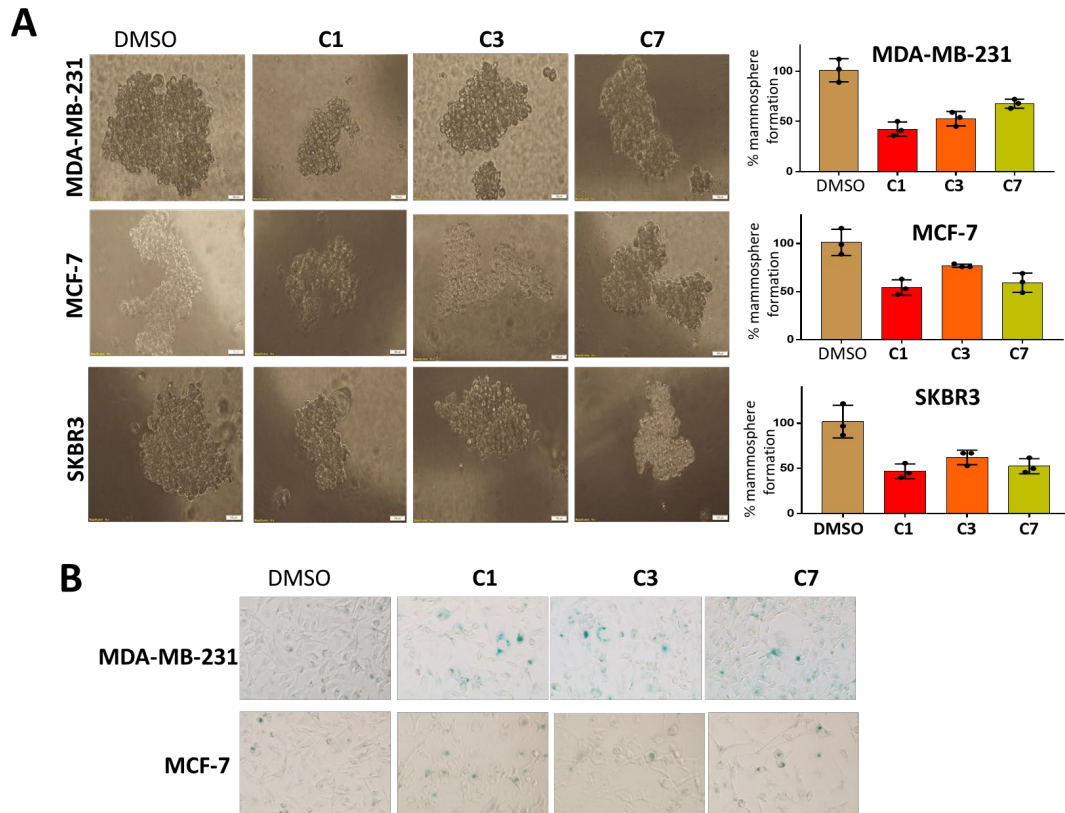 A
DMSO C1 C3 C7
MDA-MB-231
MCF-7
SKBR3
MDA-MB-231
% mammosphere
formation
100
50
0
DMSO C1 C3 C7
MCF-7
% mammosphere
formation
100
50
0
DMSO C1 C3 C7
SKBR3
% mammosphere
formation
100
50
0
DMSO C1 C3 C7
B
DMSO C1 C3 C7
MDA-MB-231
MCF-7